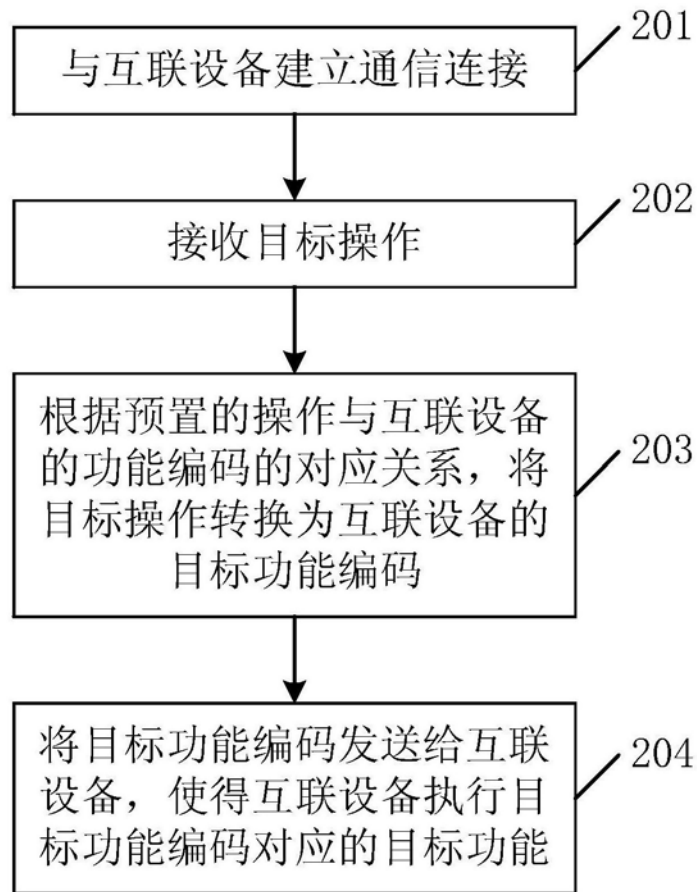 201
与互联设备建立通信连接
202
接收目标操作
203
根据预置的操作与互联设备
的功能编码的对应关系，将
目标操作转换为互联设备的
目标功能编码
204
将目标功能编码发送给互联
设备，使得互联设备执行目
标功能编码对应的目标功能